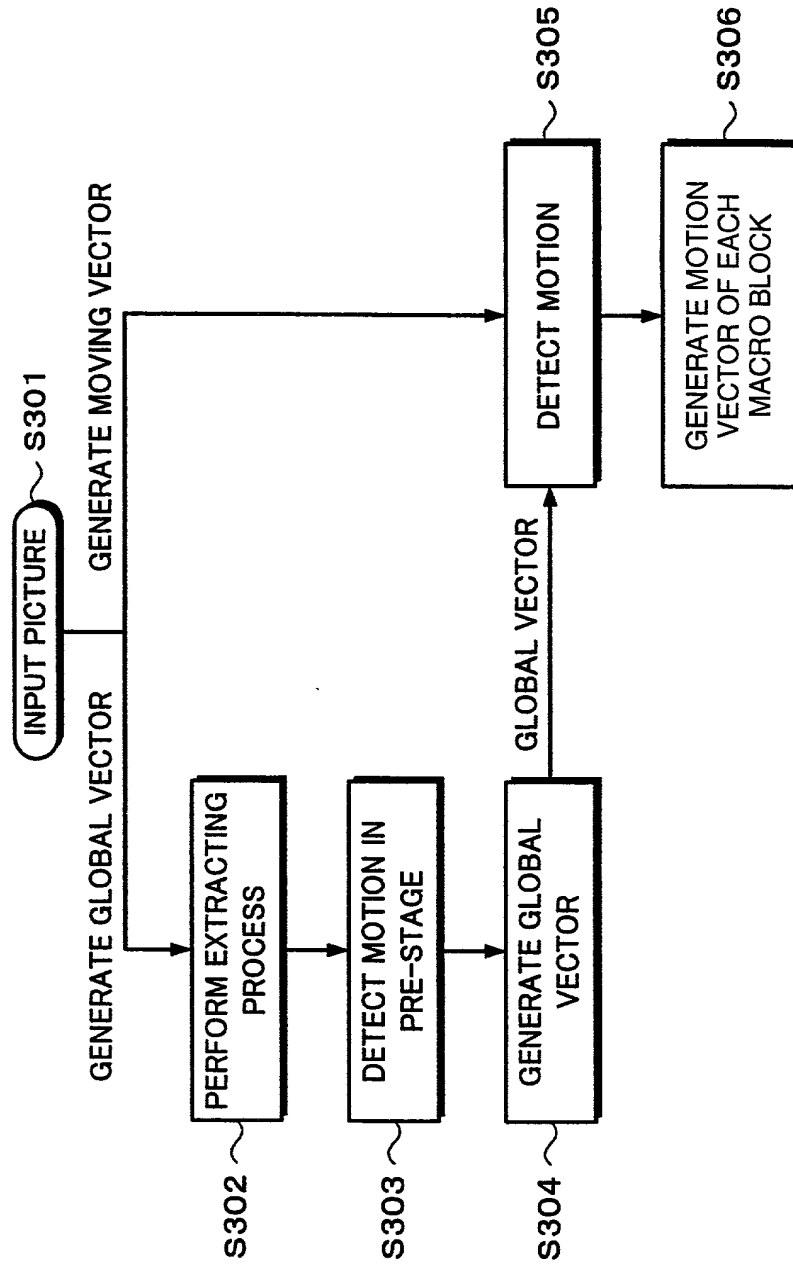 INPUT PICTURE
S301
GENERATE GLOBAL VECTOR
GENERATE MOVING VECTOR
S302
PERFORM EXTRACTING
PROCESS
S303
DETECT MOTION IN
PRE-STAGE
S304
GENERATE GLOBAL
VECTOR
GLOBAL VECTOR
DETECT MOTION
S305
GENERATE MOTION
VECTOR OF EACH
MACRO BLOCK
S306